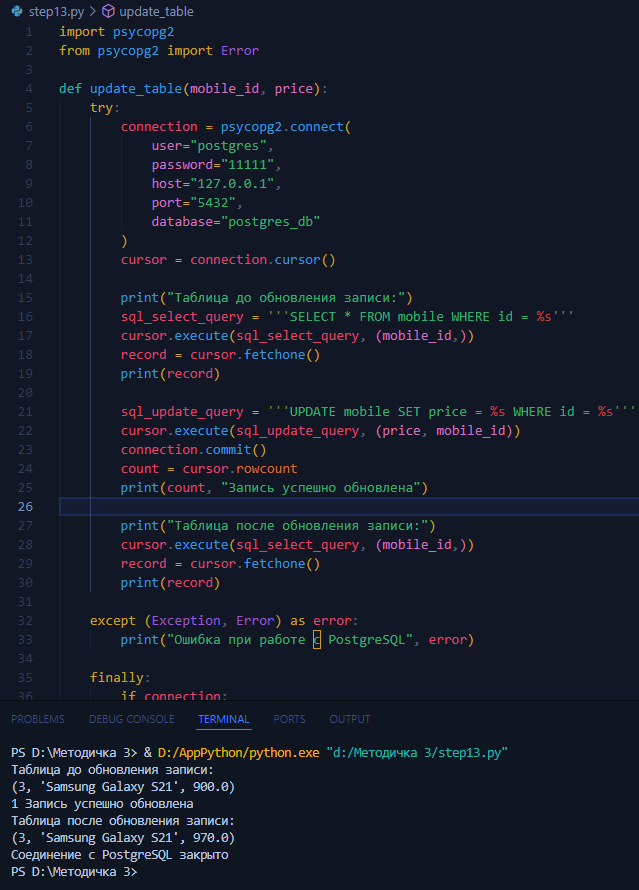 step13.py > update_table
1 import psycopg2
2 from psycopg2 import Error
3
4 def update_table(mobile_id, price):
5     try:
6         connection = psycopg2.connect(
7             user="postgres",
8             password="11111",
9             host="127.0.0.1",
10             port="5432",
11             database="postgres_db"
12         )
13         cursor = connection.cursor()
14
15         print("Таблица до обновления записи:")
16         sql_select_query = '''SELECT * FROM mobile WHERE id = %s'''
17         cursor.execute(sql_select_query, (mobile_id,))
18         record = cursor.fetchone()
19         print(record)
20
21         sql_update_query = '''UPDATE mobile SET price = %s WHERE id = %s'''
22         cursor.execute(sql_update_query, (price, mobile_id))
23         connection.commit()
24         count = cursor.rowcount
25         print(count, "Запись успешно обновлена")
26
27         print("Таблица после обновления записи:")
28         cursor.execute(sql_select_query, (mobile_id,))
29         record = cursor.fetchone()
30         print(record)
31
32     except (Exception, Error) as error:
33         print("Ошибка при работе с PostgreSQL", error)
34
35     finally:
36         if connection:
PROBLEMS DEBUG CONSOLE TERMINAL PORTS OUTPUT
PS D:\Методичка 3> & D:/AppPython/python.exe "d:/Методичка 3/step13.py"
Таблица до обновления записи:
(3, 'Samsung Galaxy S21', 900.0)
1 Запись успешно обновлена
Таблица после обновления записи:
(3, 'Samsung Galaxy S21', 970.0)
Соединение с PostgreSQL закрыто
PS D:\Методичка 3>